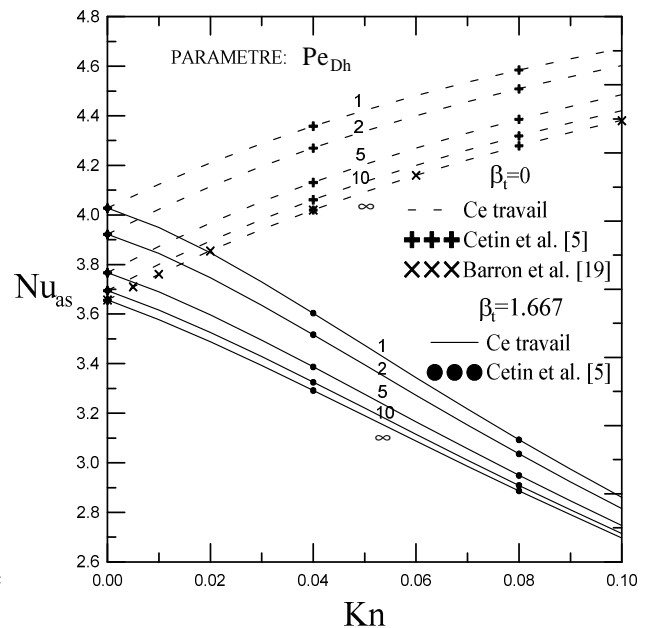 4.8
4.6
4.4
4.2
4.0
3.8
3.6
3.4
3.2
3.0
2.8
2.6
Nu_as
PARAMETRE: Pe_Dh
1
2
5
10
∞
β_t=0
Ce travail
Cetin et al. [5]
Barron et al. [19]
β_t=1.667
Ce travail
Cetin et al. [5]
1
2
5
10
∞
0.00 0.02 0.04 0.06 0.08 0.10
Kn